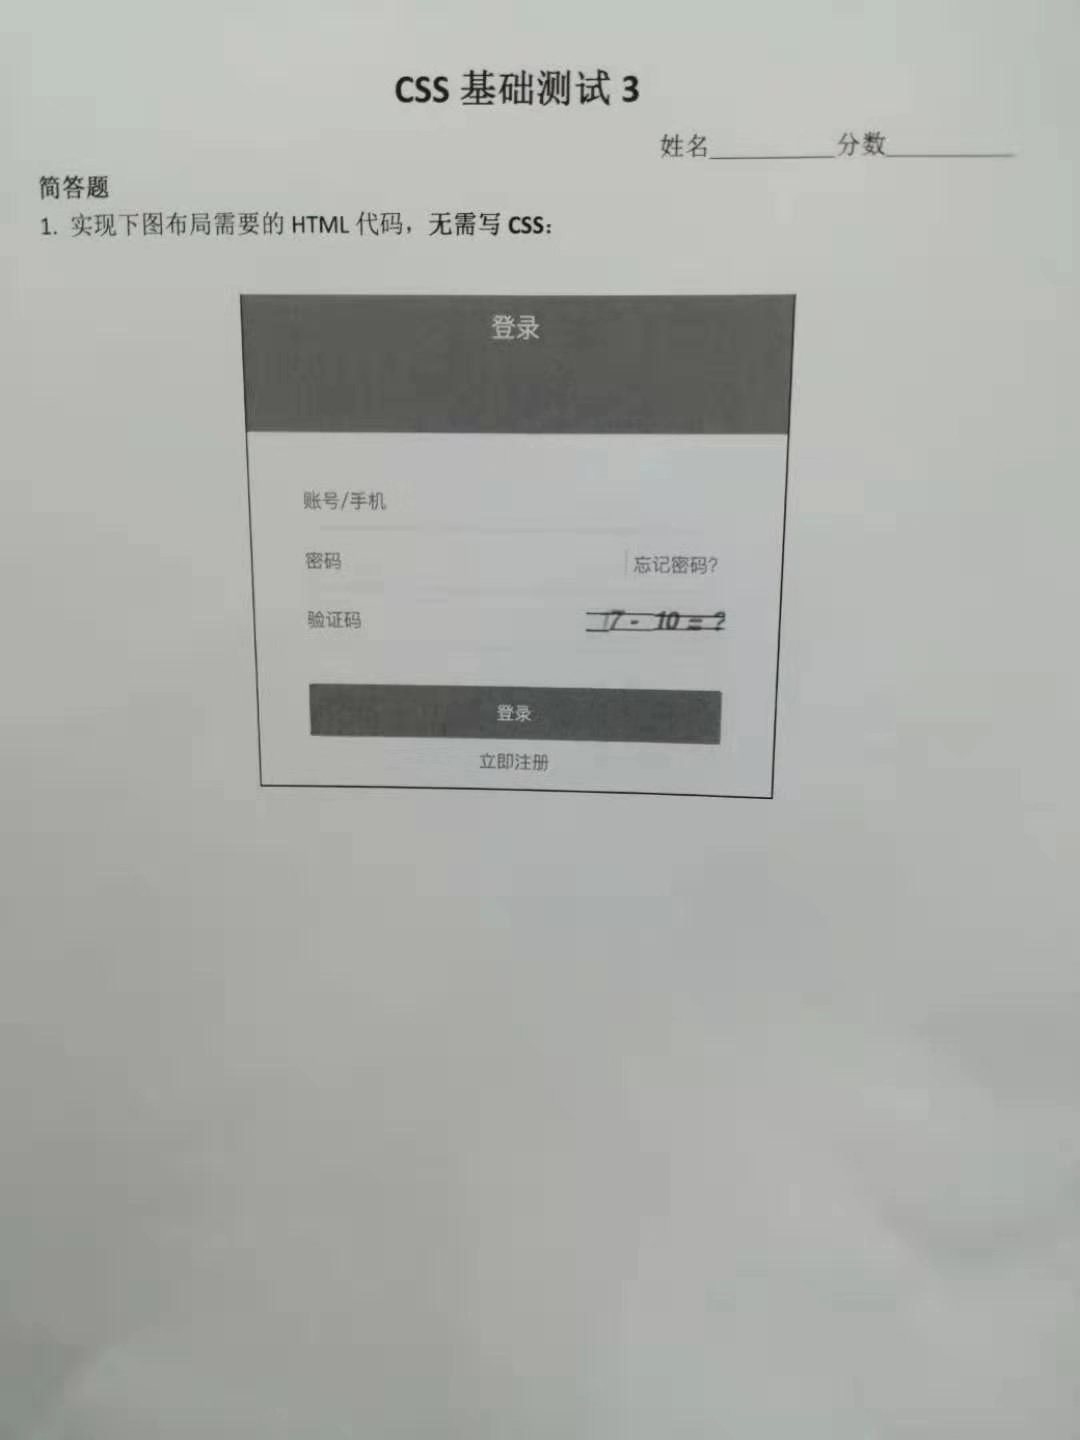 CSS 基础测试 3
姓名__________分数__________
简答题
1. 实现下图布局需要的 HTML 代码，无需写 CSS：
登录
账号/手机
密码
忘记密码?
验证码
17 - 10 = ?
登录
立即注册